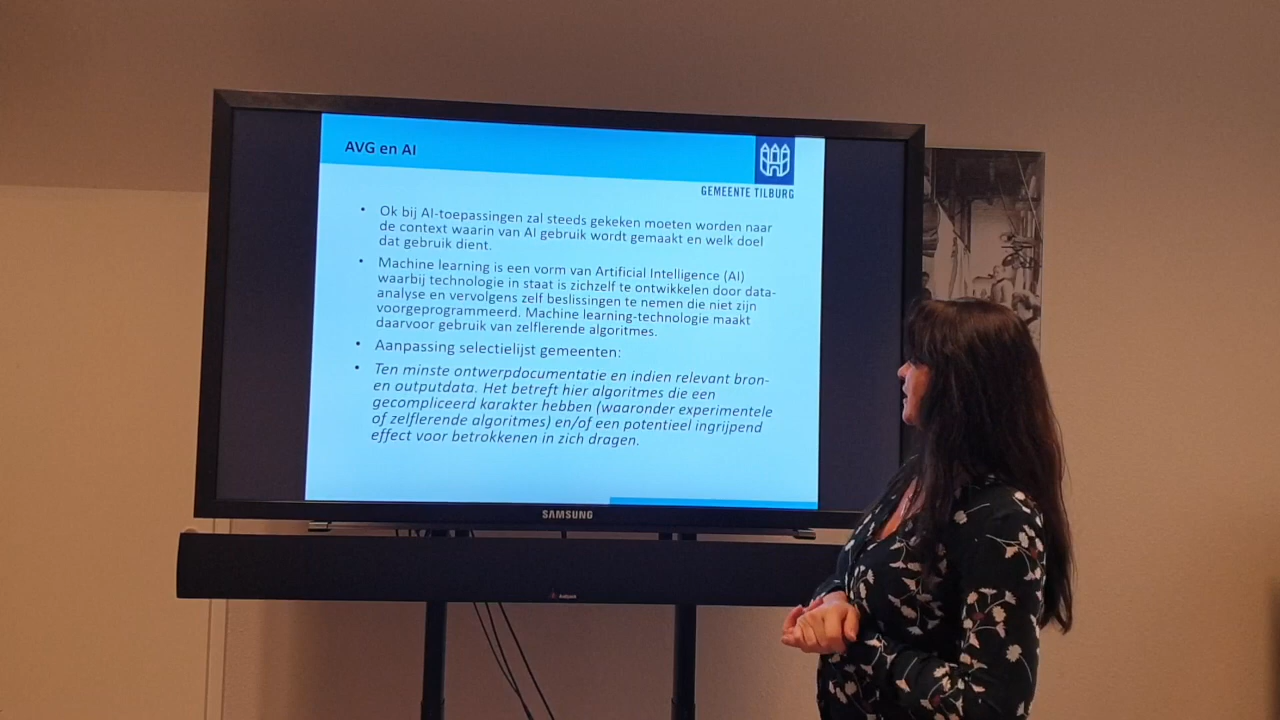 AVG en AI
GEMEENTE TILBURG
• Ok bij AI-toepassingen zal steeds gekeken moeten worden naar
de context waarin van AI gebruik wordt gemaakt en welk doel
dat gebruik dient.
• Machine learning is een vorm van Artificial Intelligence (AI)
waarbij technologie in staat is zichzelf te ontwikkelen door data-
analyse en vervolgens zelf beslissingen te nemen die niet zijn
voorgeprogrammeerd. Machine learning-technologie maakt
daarvoor gebruik van zelflerende algoritmes.
• Aanpassing selectielijst gemeenten:
• Ten minste ontwerpdocumentatie en indien relevant bron-
en outputdata. Het betreft hier algoritmes die een
gecompliceerd karakter hebben (waaronder experimentele
of zelflerende algoritmes) en/of een potentieel ingrijpend
effect voor betrokkenen in zich dragen.
SAMSUNG